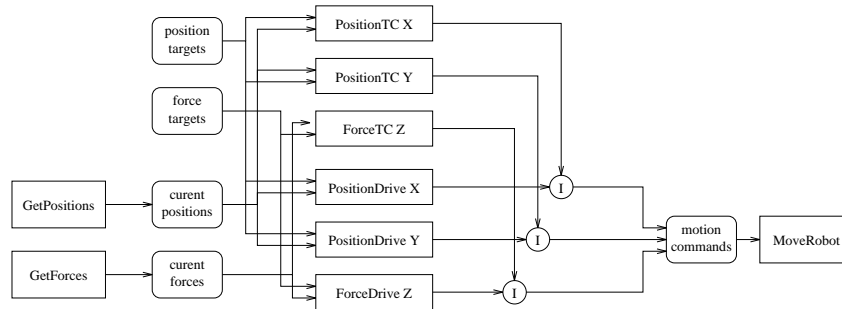 position
targets
force
targets
GetPositions
curent
positions
GetForces
curent
forces
PositionTC X
PositionTC Y
ForceTC Z
PositionDrive X
PositionDrive Y
ForceDrive Z
I
I
I
motion
commands
MoveRobot